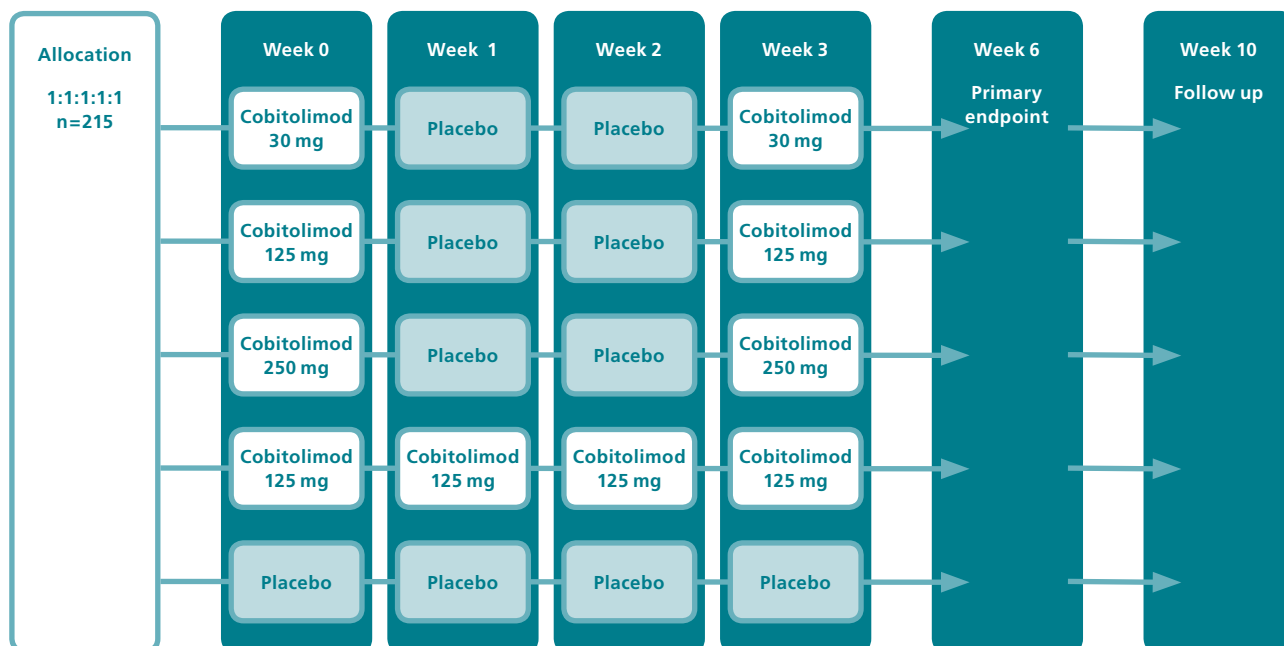 Allocation
1:1:1:1:1
n=215
Week 0
Week 1
Week 2
Week 3
Week 6
Primary
endpoint
Week 10
Follow up
Cobitolimod
30 mg
Placebo
Placebo
Cobitolimod
30 mg
Cobitolimod
125 mg
Placebo
Placebo
Cobitolimod
125 mg
Cobitolimod
250 mg
Placebo
Placebo
Cobitolimod
250 mg
Cobitolimod
125 mg
Cobitolimod
125 mg
Cobitolimod
125 mg
Cobitolimod
125 mg
Placebo
Placebo
Placebo
Placebo